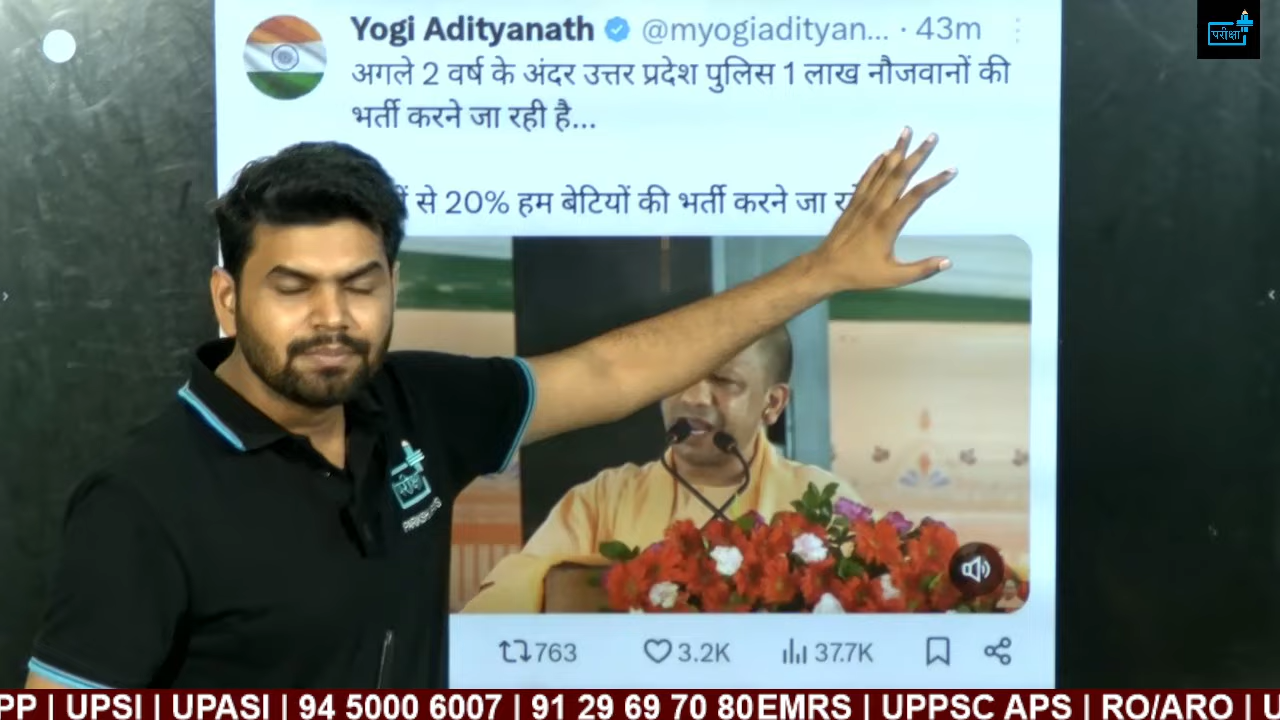 Yogi Adityanath @myogiadityan... · 43m
अगले 2 वर्ष के अंदर उत्तर प्रदेश पुलिस 1 लाख नौजवानों की
भर्ती करने जा रही है...
से 20% हम बेटियों की भर्ती करने जा
763 3.2K 37.7K
परीक्षा
परीक्षा
PP | UPSI | UPASI | 94 5000 6007 | 91 29 69 70 80EMRS | UPPSC APS | RO/ARO | U